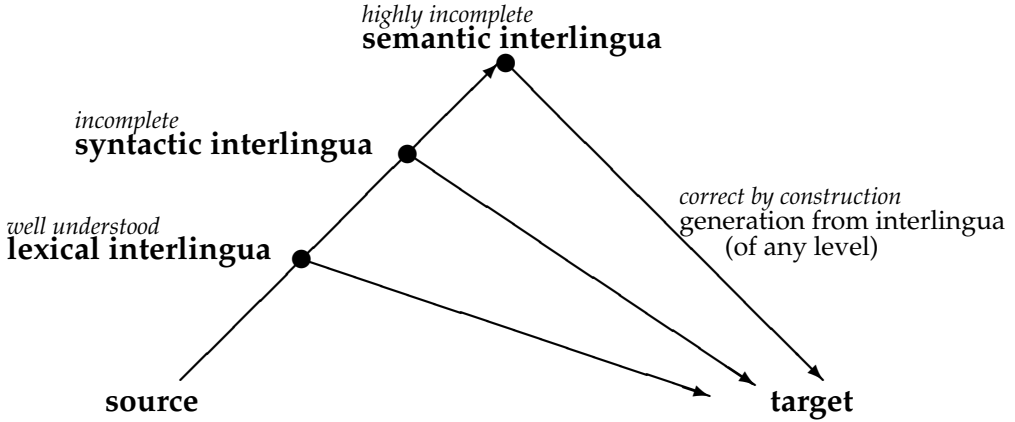 highly incomplete
semantic interlingua
incomplete
syntactic interlingua
correct by construction
generation from interlingua
(of any level)
well understood
lexical interlingua
source
target